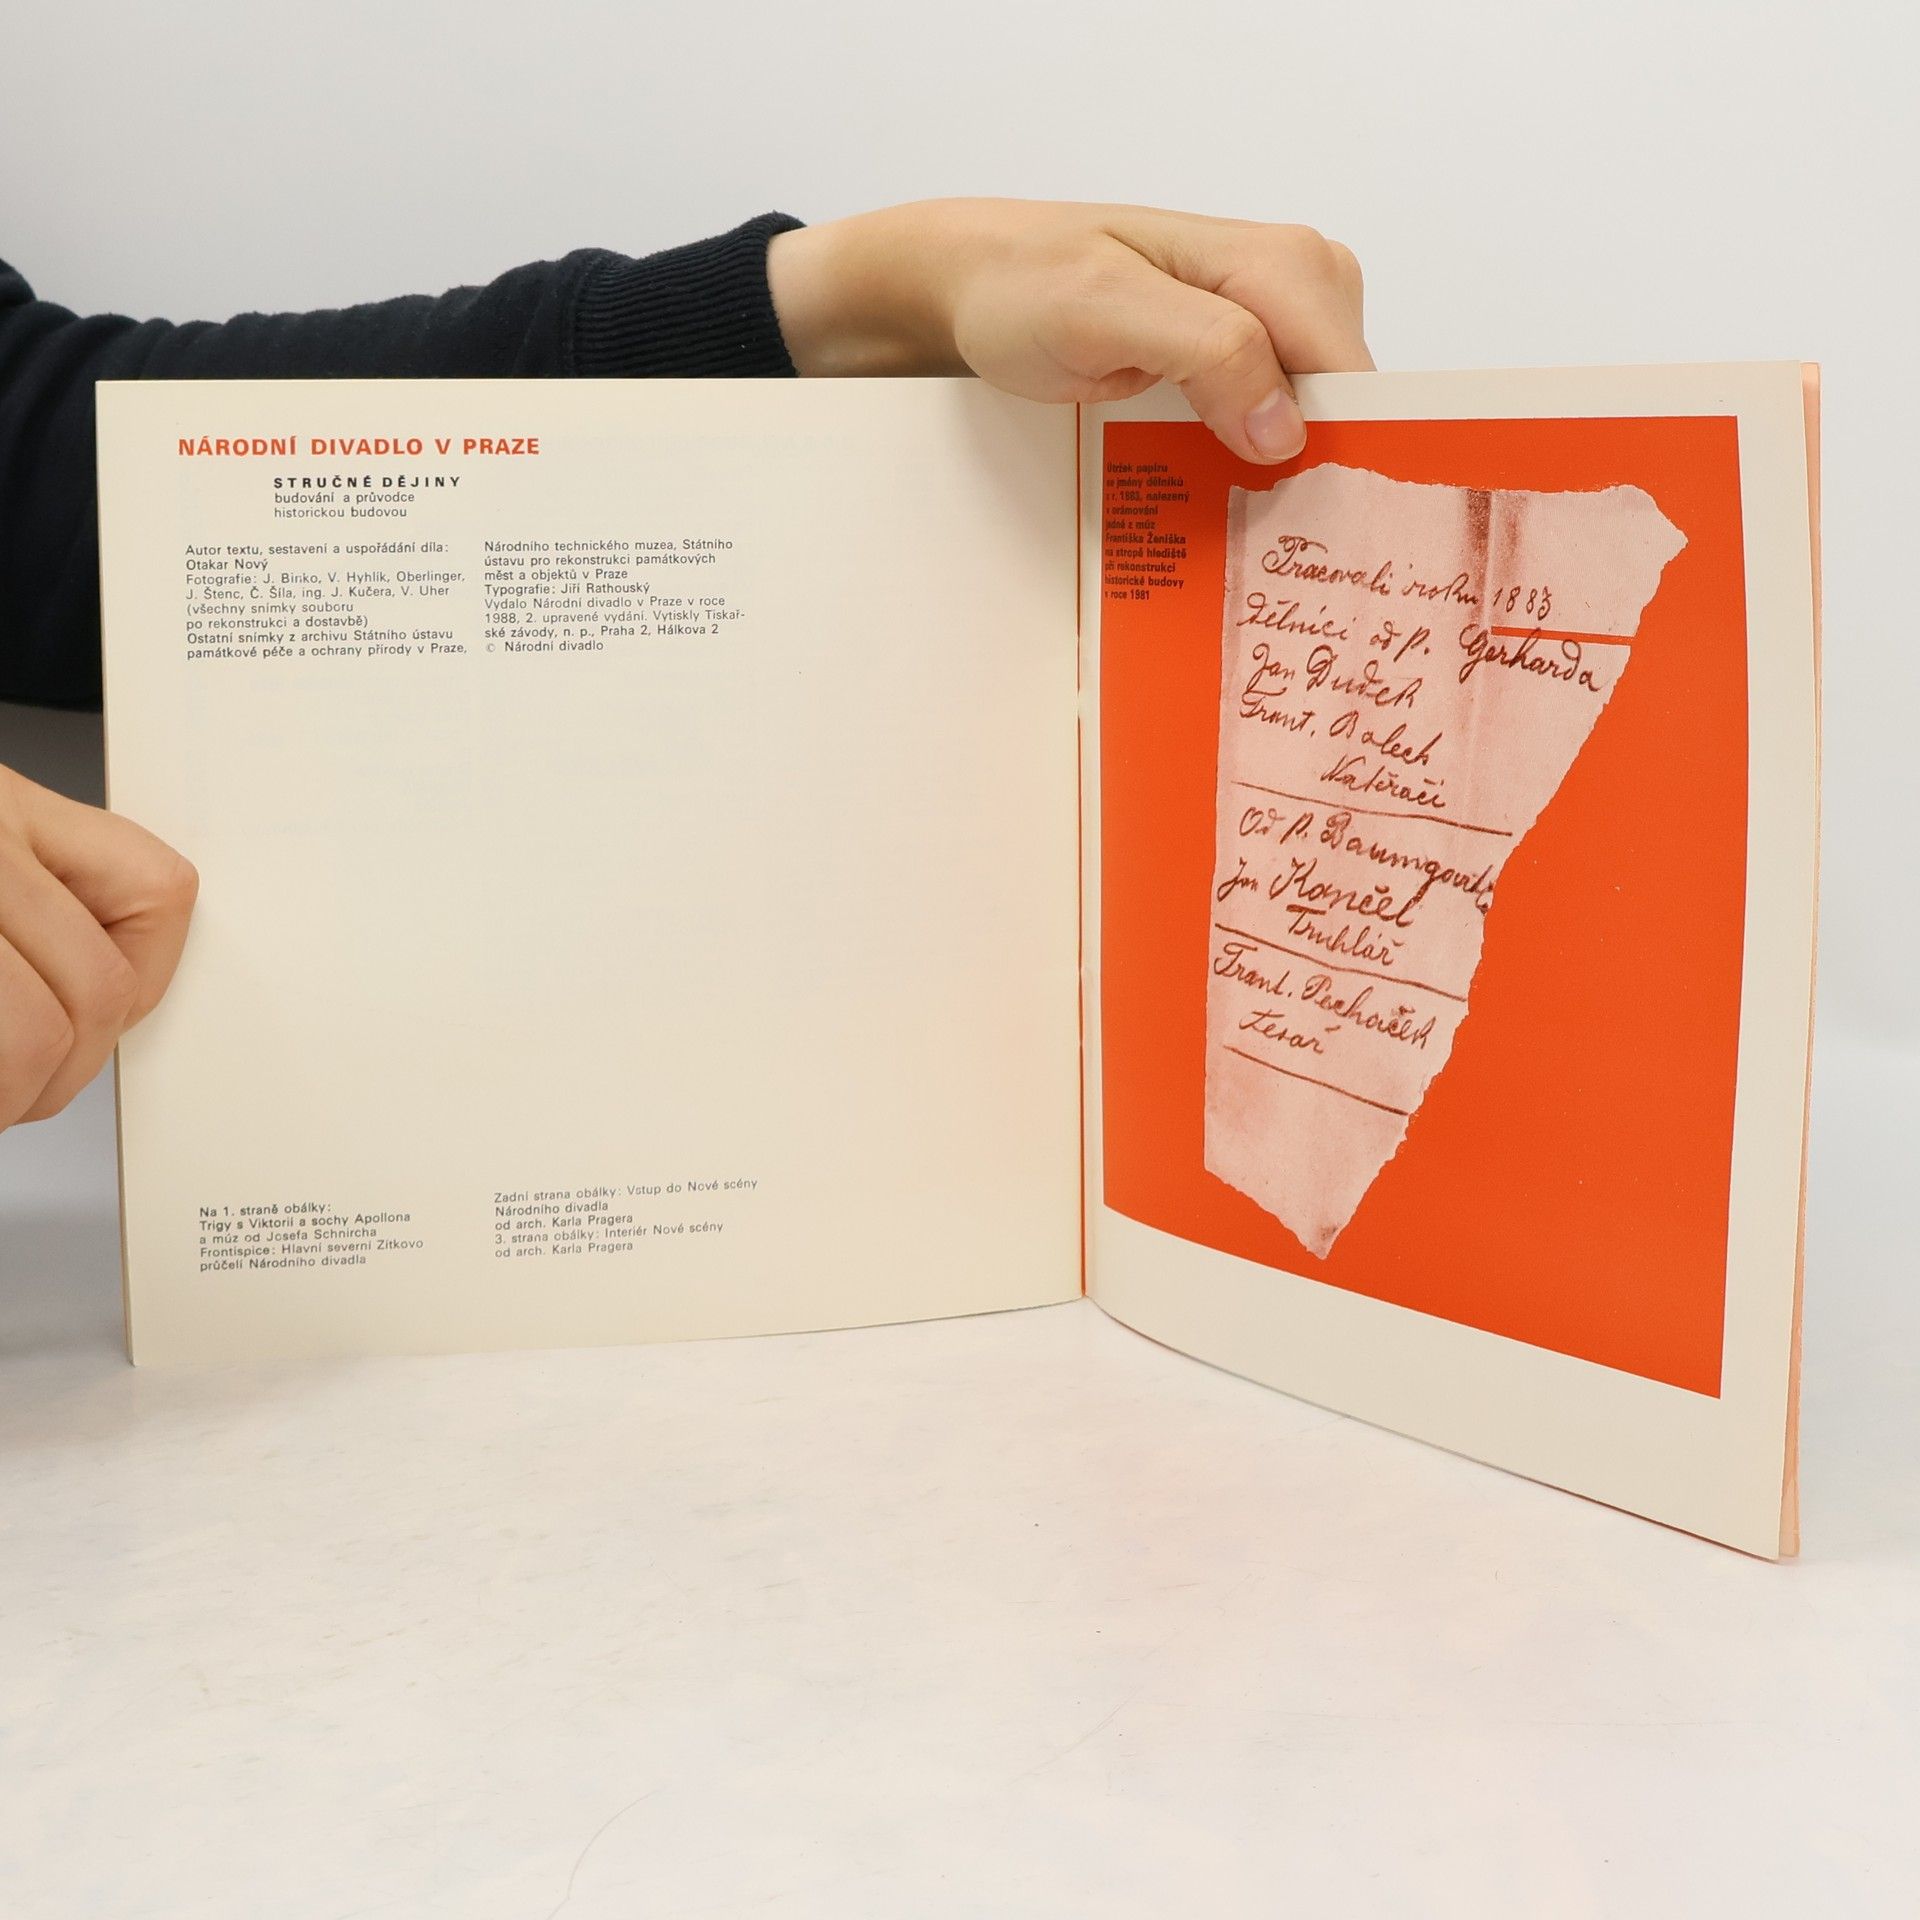 NÁRODNÍ DIVADLO V PRAZE
STRUČNÉ DĚJINY
budování a průvodce
historickou budovou
Autor textu, sestavení a uspořádání díla:
Otakar Nový
Fotografie: J. Binko, V. Hyhlík, Oberlinger,
J. Štenc, Č. Šíla, ing. J. Kučera, V. Uher
(všechny snímky souboru
po rekonstrukci a dostavbě)
Ostatní snímky z archivu Státního ústavu
památkové péče a ochrany přírody v Praze,
Národního technického muzea, Státního
ústavu pro rekonstrukci památkových
měst a objektů v Praze
Typografie: Jiří Rathouský
Vydalo Národní divadlo v Praze v roce
1988, 2. upravené vydání. Vytiskly Tiskař-
ské závody, n. p., Praha 2, Hálkova 2
© Národní divadlo
Na 1. straně obálky:
Trigy s Viktorií a sochy Apollona
a múz od Josefa Schnircha
Frontispice: Hlavní severní Zítkovo
průčelí Národního divadla
Zadní strana obálky: Vstup do Nové scény
Národního divadla
od arch. Karla Pragera
3. strana obálky: Interiér Nové scény
od arch. Karla Pragera
Útržek papíru
se jmény dělníků
z r. 1883, nalezený
v orámování
jedné z múz
Františka Ženíška
na stropě hlediště
při rekonstrukci
historické budovy
v roce 1981
Pracovali roku 1883
dělníci od p. Gerharda
Jan Dudek
Frant. Bolech
Natěrači
Od p. Baumgartla
Jan Kančel
Truhlář
Frant. Pecháček
tesař